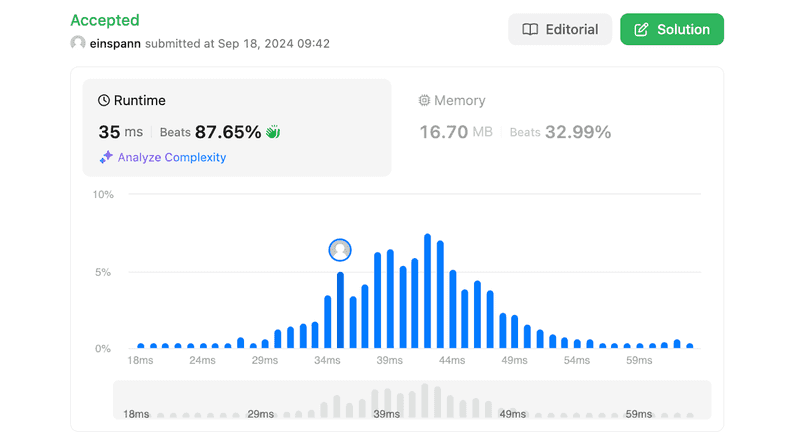 Accepted
einspann submitted at Sep 18, 2024 09:42
Editorial
Solution
Runtime
35 ms Beats 87.65%
Analyze Complexity
Memory
16.70 MB Beats 32.99%
10%
5%
0%
18ms 24ms 29ms 34ms 39ms 44ms 49ms 54ms 59ms
18ms 29ms 39ms 49ms 59ms